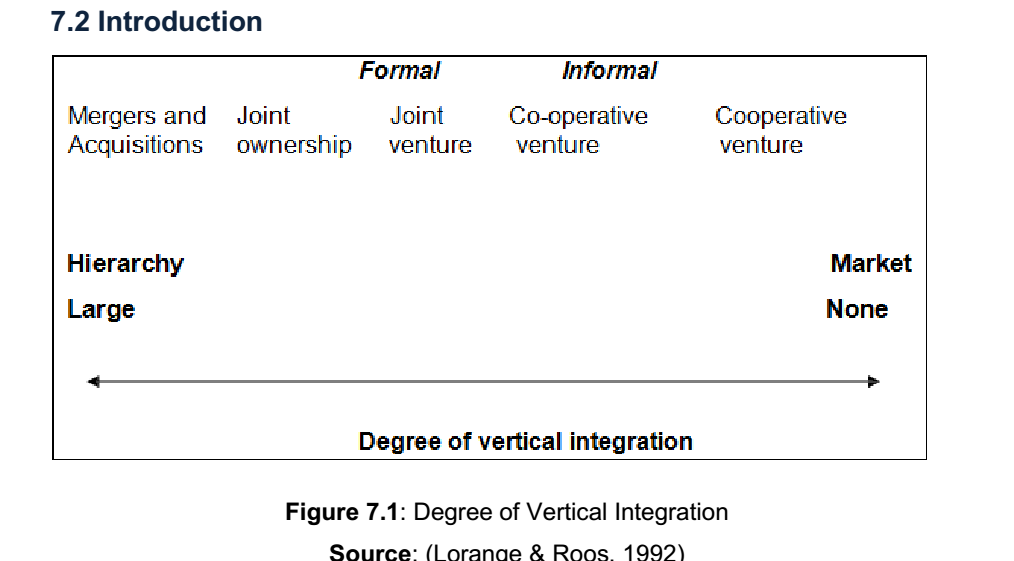 7.2 Introduction
Formal Informal
Mergers and Joint Joint Co-operative Cooperative
Acquisitions ownership venture venture venture
Hierarchy Market
Large None
Degree of vertical integration
Figure 7.1: Degree of Vertical Integration
Source: (Lorange & Roos, 1992)